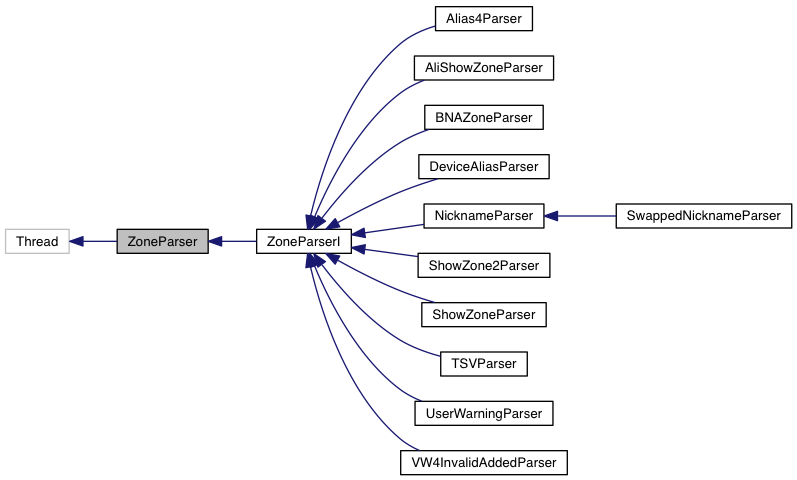 Alias4Parser
AliShowZoneParser
BNAZoneParser
DeviceAliasParser
NicknameParser
SwappedNicknameParser
Thread
ZoneParser
ZoneParserI
ShowZone2Parser
ShowZoneParser
TSVParser
UserWarningParser
VW4InvalidAddedParser